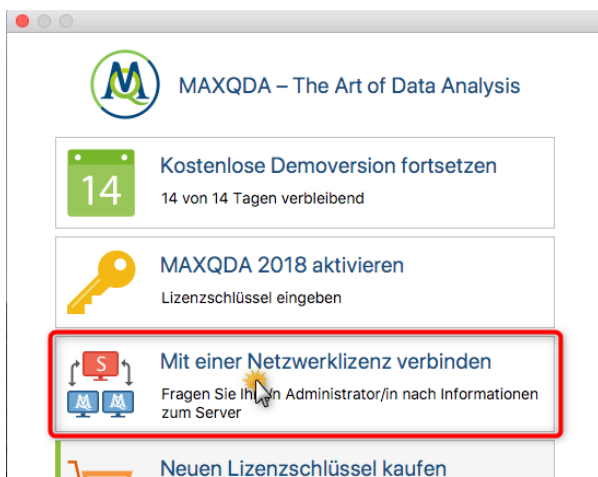 MAXQDA – The Art of Data Analysis
Kostenlose Demoversion fortsetzen
14
14 von 14 Tagen verbleibend
MAXQDA 2018 aktivieren
Lizenzschlüssel eingeben
Mit einer Netzwerklizenz verbinden
S
Fragen Sie Administrator/in nach Informationen
zum Server
Neuen Lizenzschlüssel kaufen